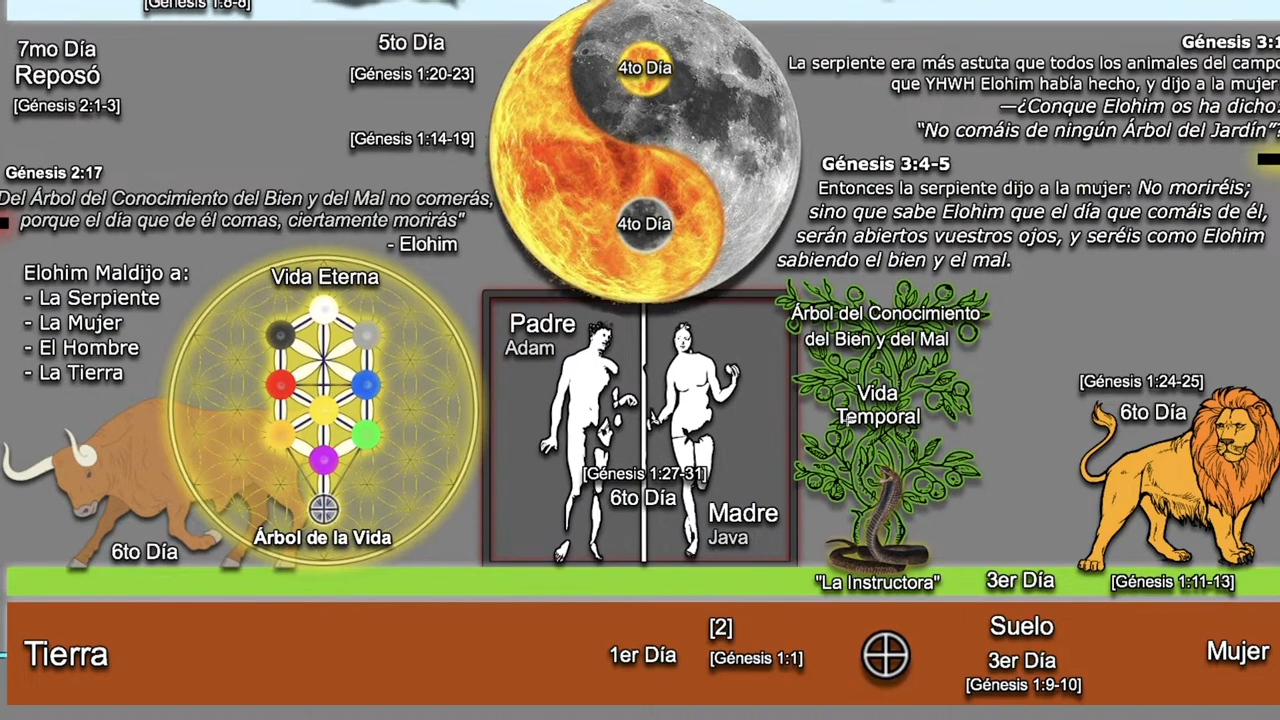 [Génesis 1:8-8]
7mo Día
Reposó
[Génesis 2:1-3]
5to Día
[Génesis 1:20-23]
[Génesis 1:14-19]
Génesis 2:17
Del Árbol del Conocimiento del Bien y del Mal no comerás,
porque el día que de él comas, ciertamente morirás"
- Elohim
Elohim Maldijo a:
- La Serpiente
- La Mujer
- El Hombre
- La Tierra
Vida Eterna
Árbol de la Vida
6to Día
4to Día
4to Día
Padre
Adam
[Génesis 1:27-31]
6to Día
Madre
Java
Génesis 3:1
La serpiente era más astuta que todos los animales del campo
que YHWH Elohim había hecho, y dijo a la mujer:
—¿Conque Elohim os ha dicho:
"No comáis de ningún Árbol del Jardín"?
Génesis 3:4-5
Entonces la serpiente dijo a la mujer: No moriréis;
sino que sabe Elohim que el día que comáis de él,
serán abiertos vuestros ojos, y seréis como Elohim
sabiendo el bien y el mal.
Árbol del Conocimiento
del Bien y del Mal
Vida
Temporal
"La Instructora"
[Génesis 1:24-25]
6to Día
3er Día
[Génesis 1:11-13]
Tierra
1er Día
[2]
[Génesis 1:1]
Suelo
3er Día
[Génesis 1:9-10]
Mujer